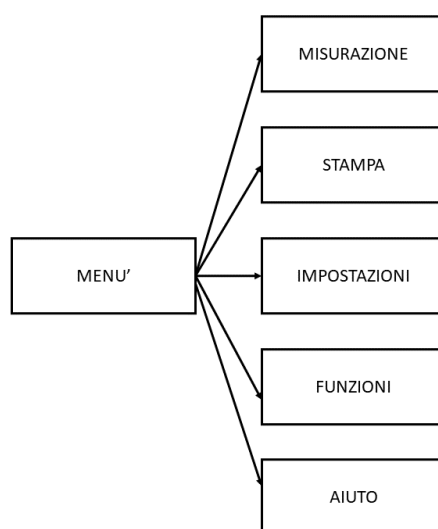 MISURAZIONE
STAMPA
MENU'
IMPOSTAZIONI
FUNZIONI
AIUTO